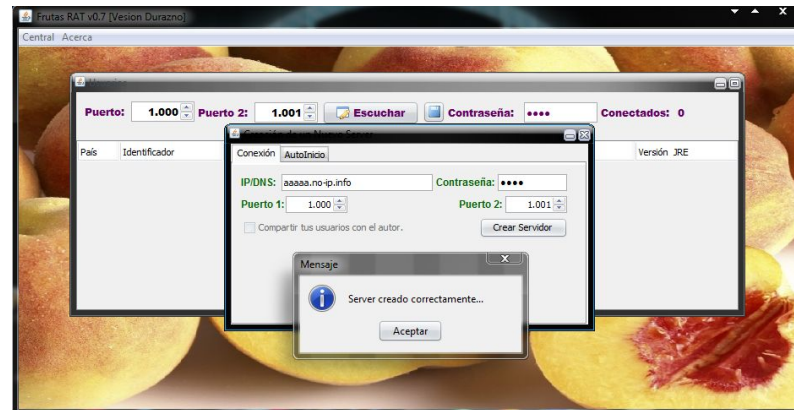 Frutas RAT v0.7 [Vesion Durazno]
Central Acerca
Puerto: 1.000 Puerto 2: 1.001 Escuchar Contraseña: •••• Conectados: 0
País Identificador Versión JRE
Conexión AutoInicio
IP/DNS: aaaaa.no-ip.info Contraseña: ••••
Puerto 1: 1.000 Puerto 2: 1.001
Compartir tus usuarios con el autor. Crear Servidor
Mensaje
Server creado correctamente...
Aceptar